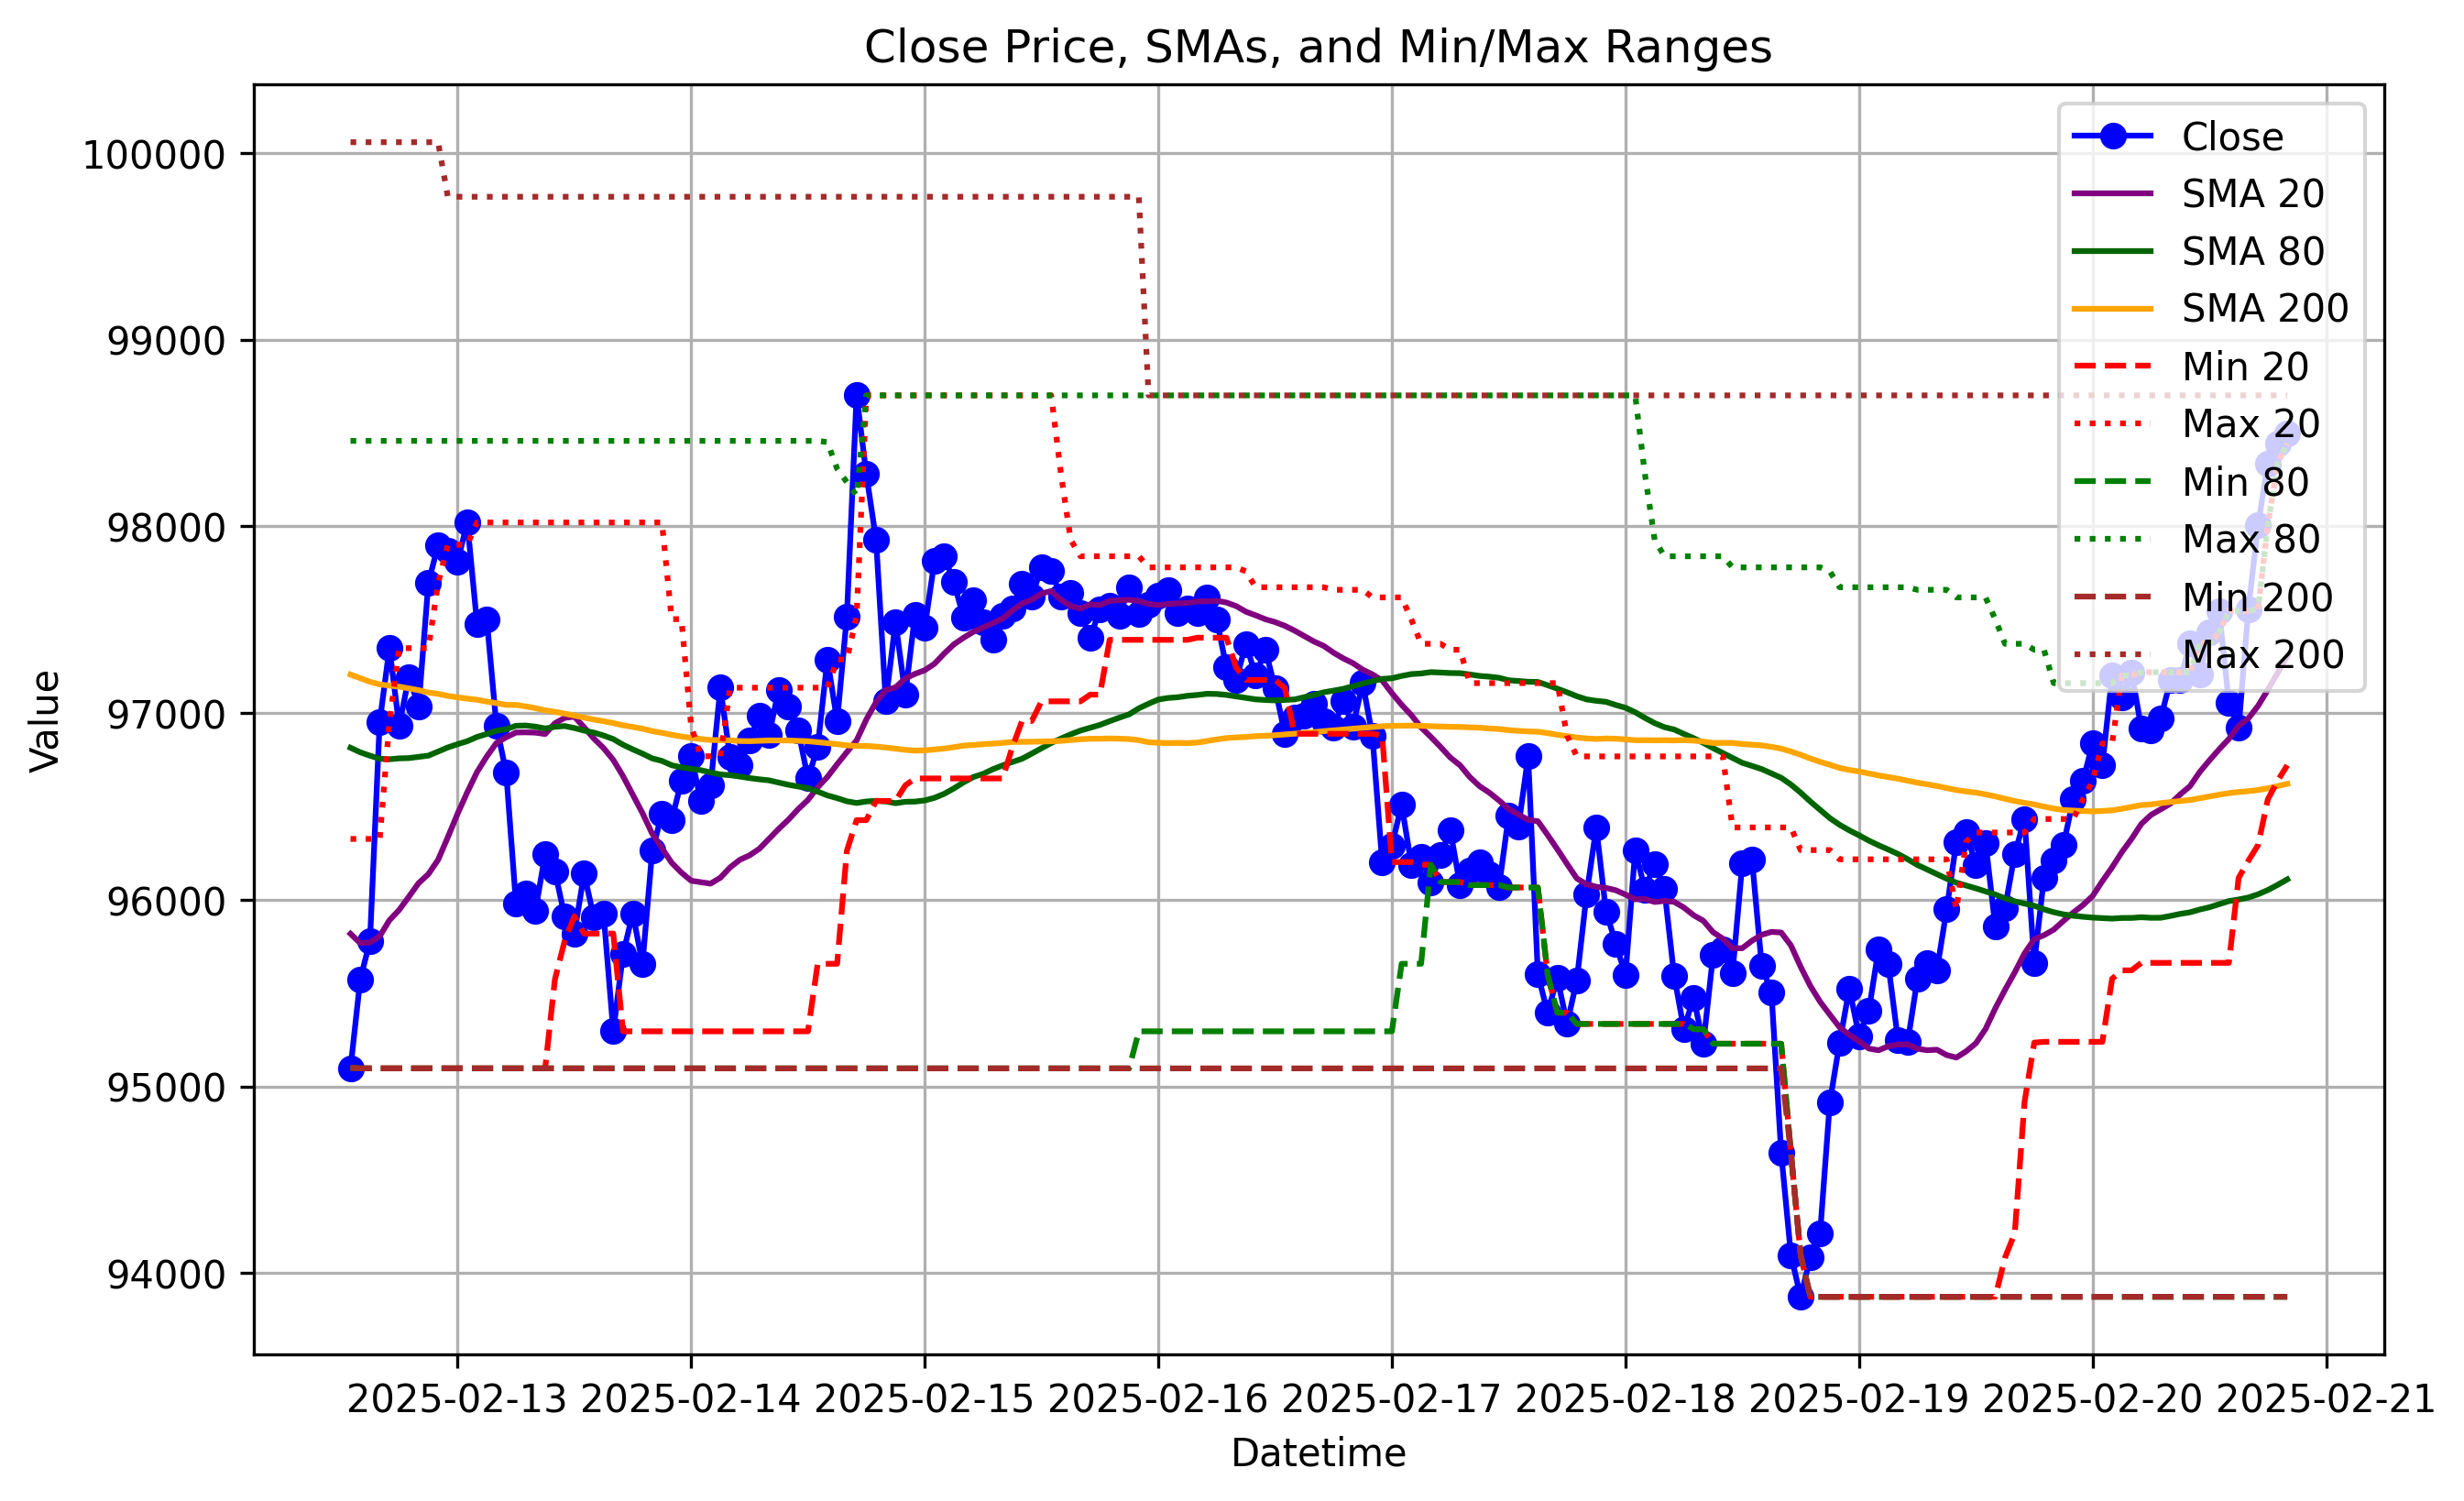 Close Price, SMAs, and Min/Max Ranges
100000
99000
98000
97000
96000
95000
94000
Value
Close
SMA 20
SMA 80
SMA 200
Min 20
Max 20
Min 80
Max 80
Min 200
Max 200
2025-02-13 2025-02-14 2025-02-15 2025-02-16 2025-02-17 2025-02-18 2025-02-19 2025-02-20 2025-02-21
Datetime